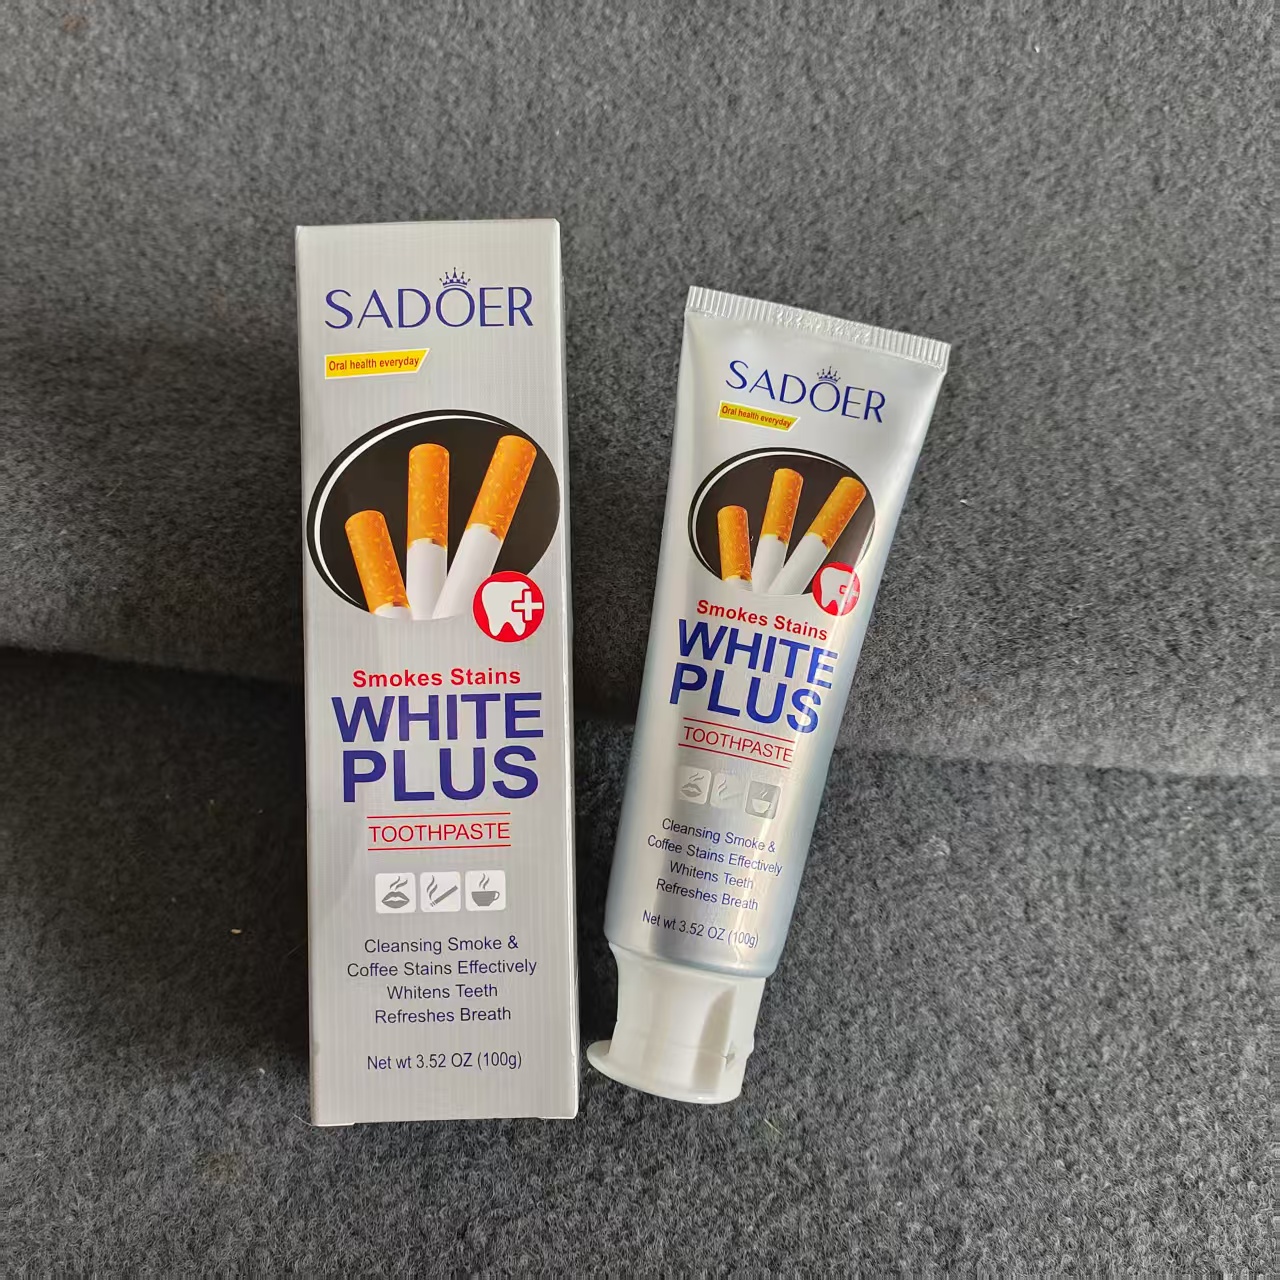 SADOER
Oral health everyday
Smokes Stains
WHITE
PLUS
TOOTHPASTE
Cleansing Smoke &
Coffee Stains Effectively
Whitens Teeth
Refreshes Breath
Net wt 3.52 OZ (100g)
SADOER
Oral health everyday
Smokes Stains
WHITE
PLUS
TOOTHPASTE
Cleansing Smoke &
Coffee Stains Effectively
Whitens Teeth
Refreshes Breath
Net wt 3.52 OZ (100g)